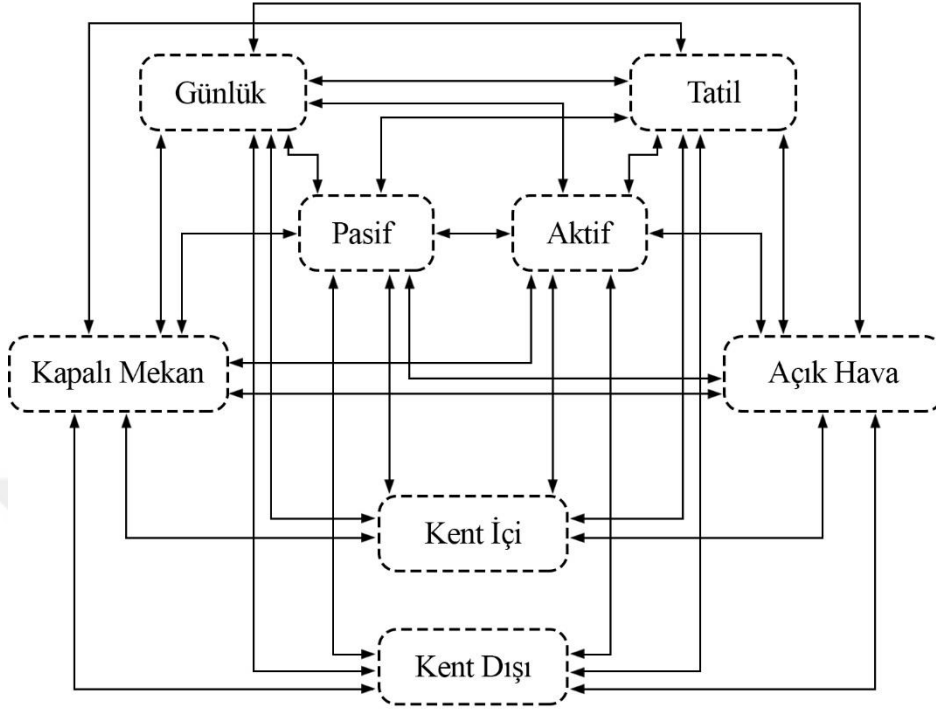 Günlük
Tatil
Pasif
Aktif
Kapalı Mekan
Açık Hava
Kent İçi
Kent Dışı